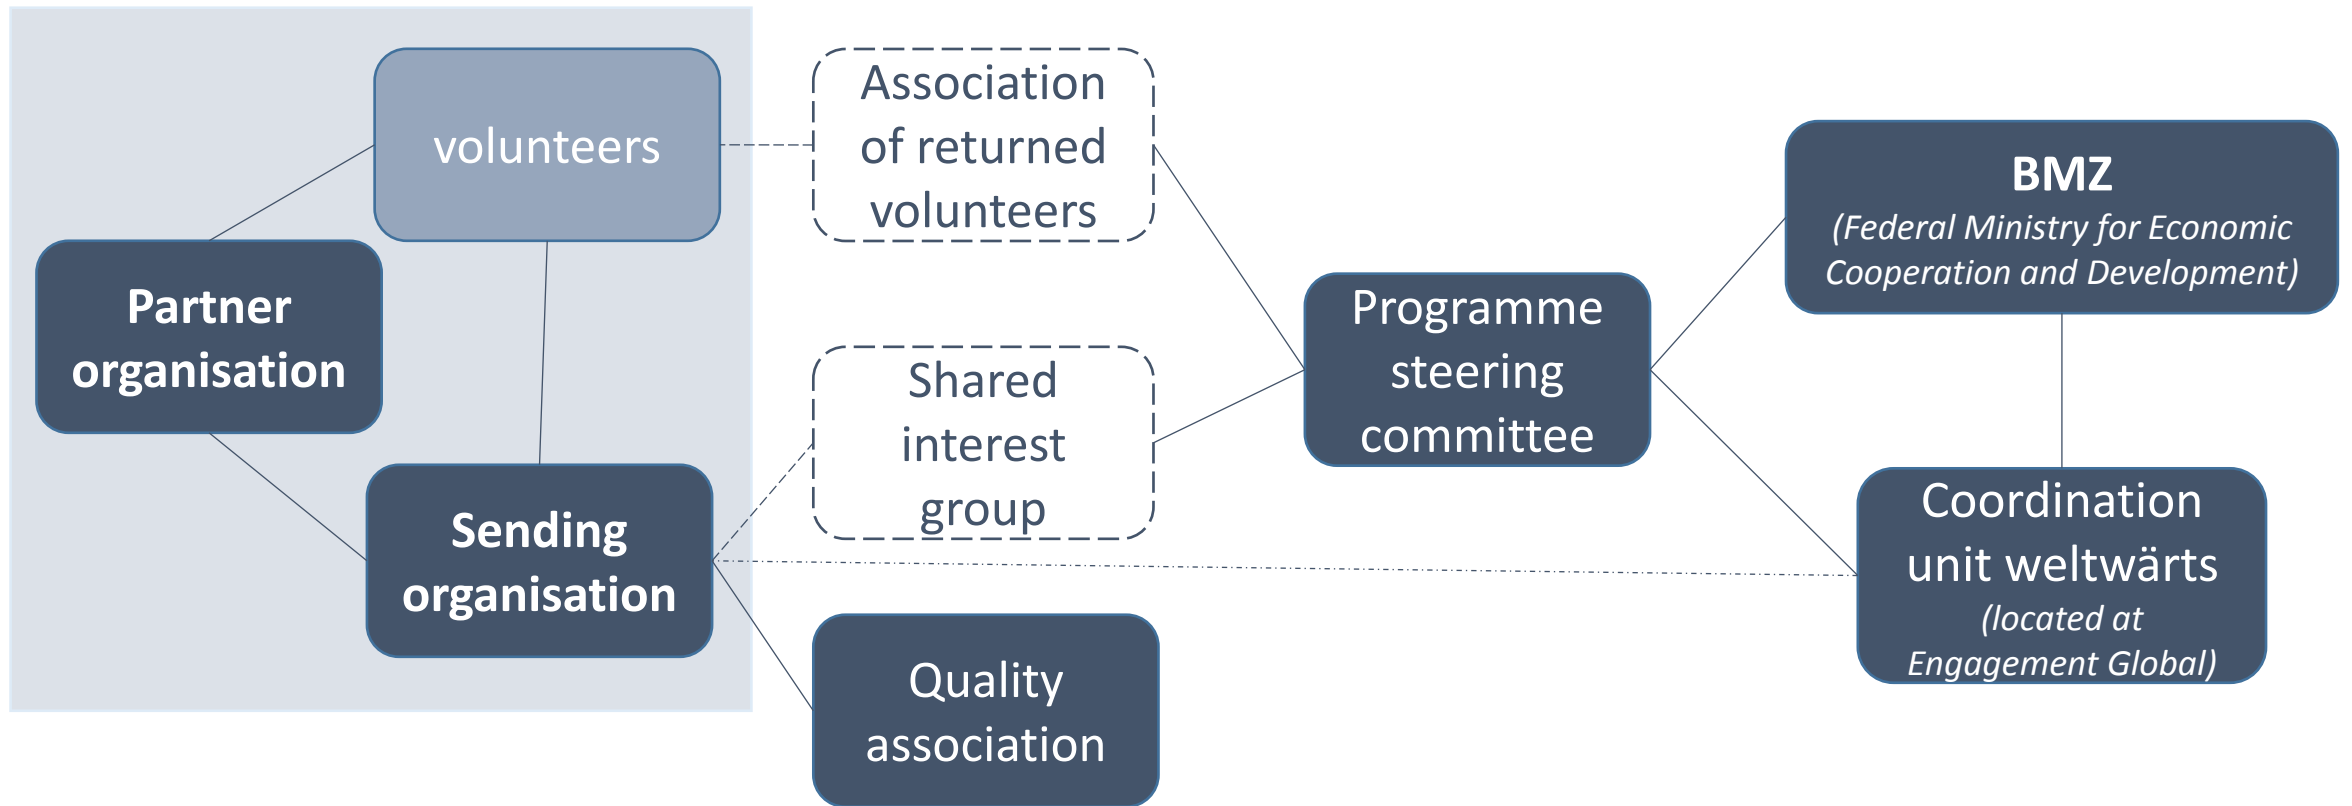 volunteers
Partner
organisation
Sending
organisation
Association
of returned
volunteers
Shared
interest
group
Quality
association
Programme
steering
committee
BMZ
(Federal Ministry for Economic
Cooperation and Development)
Coordination
unit weltwärts
(located at
Engagement Global)